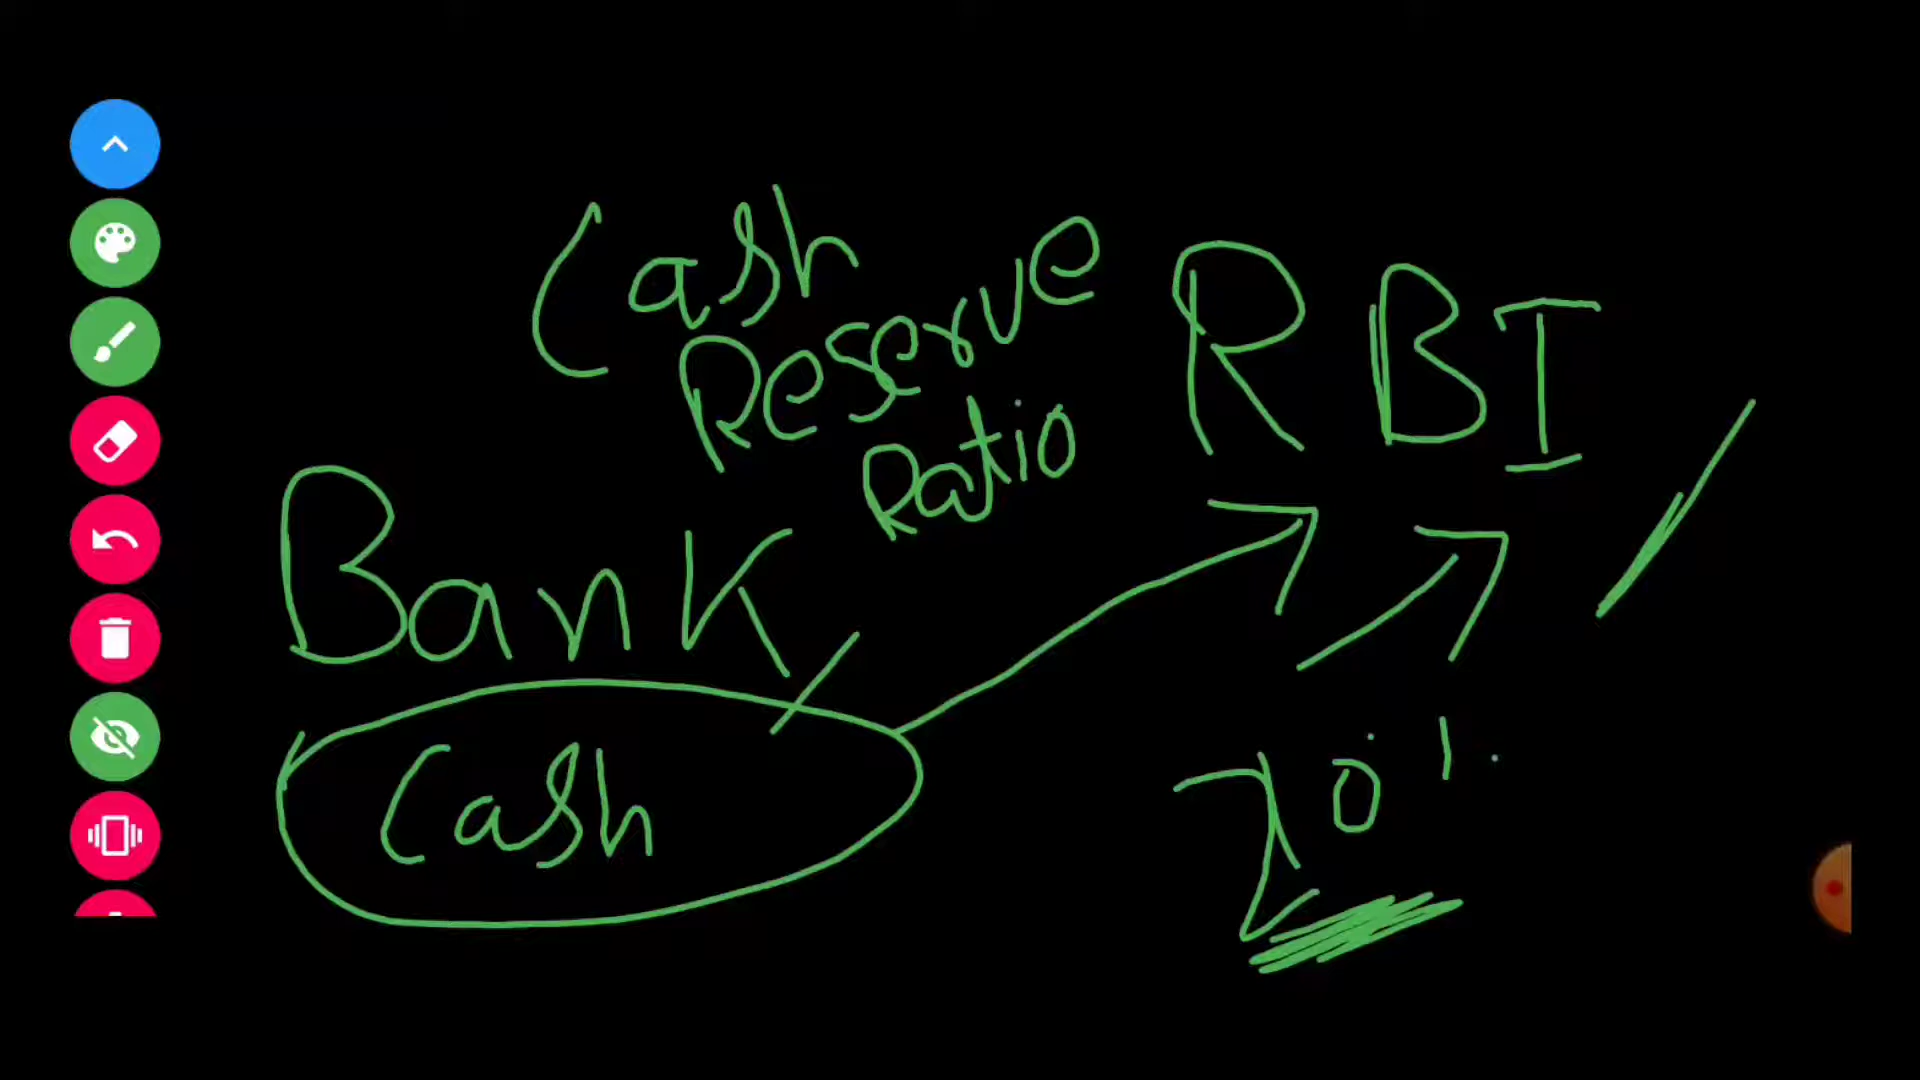 Cash
Reserve
Ratio
RBI
Bank
Cash